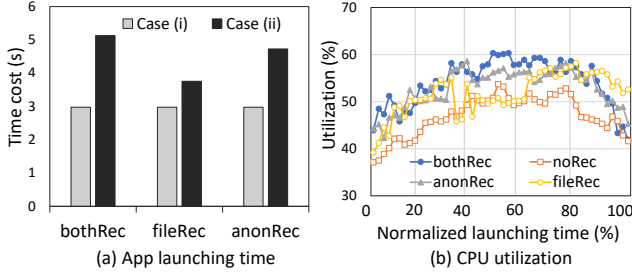 Time cost (s)
6
5
4
3
2
1
0
Case (i)
Case (ii)
bothRec
fileRec
anonRec
(a) App launching time
Utilization (%)
70
60
50
40
30
bothRec
noRec
anonRec
fileRec
0
20
40
60
80
100
Normalized launching time (%)
(b) CPU utilization